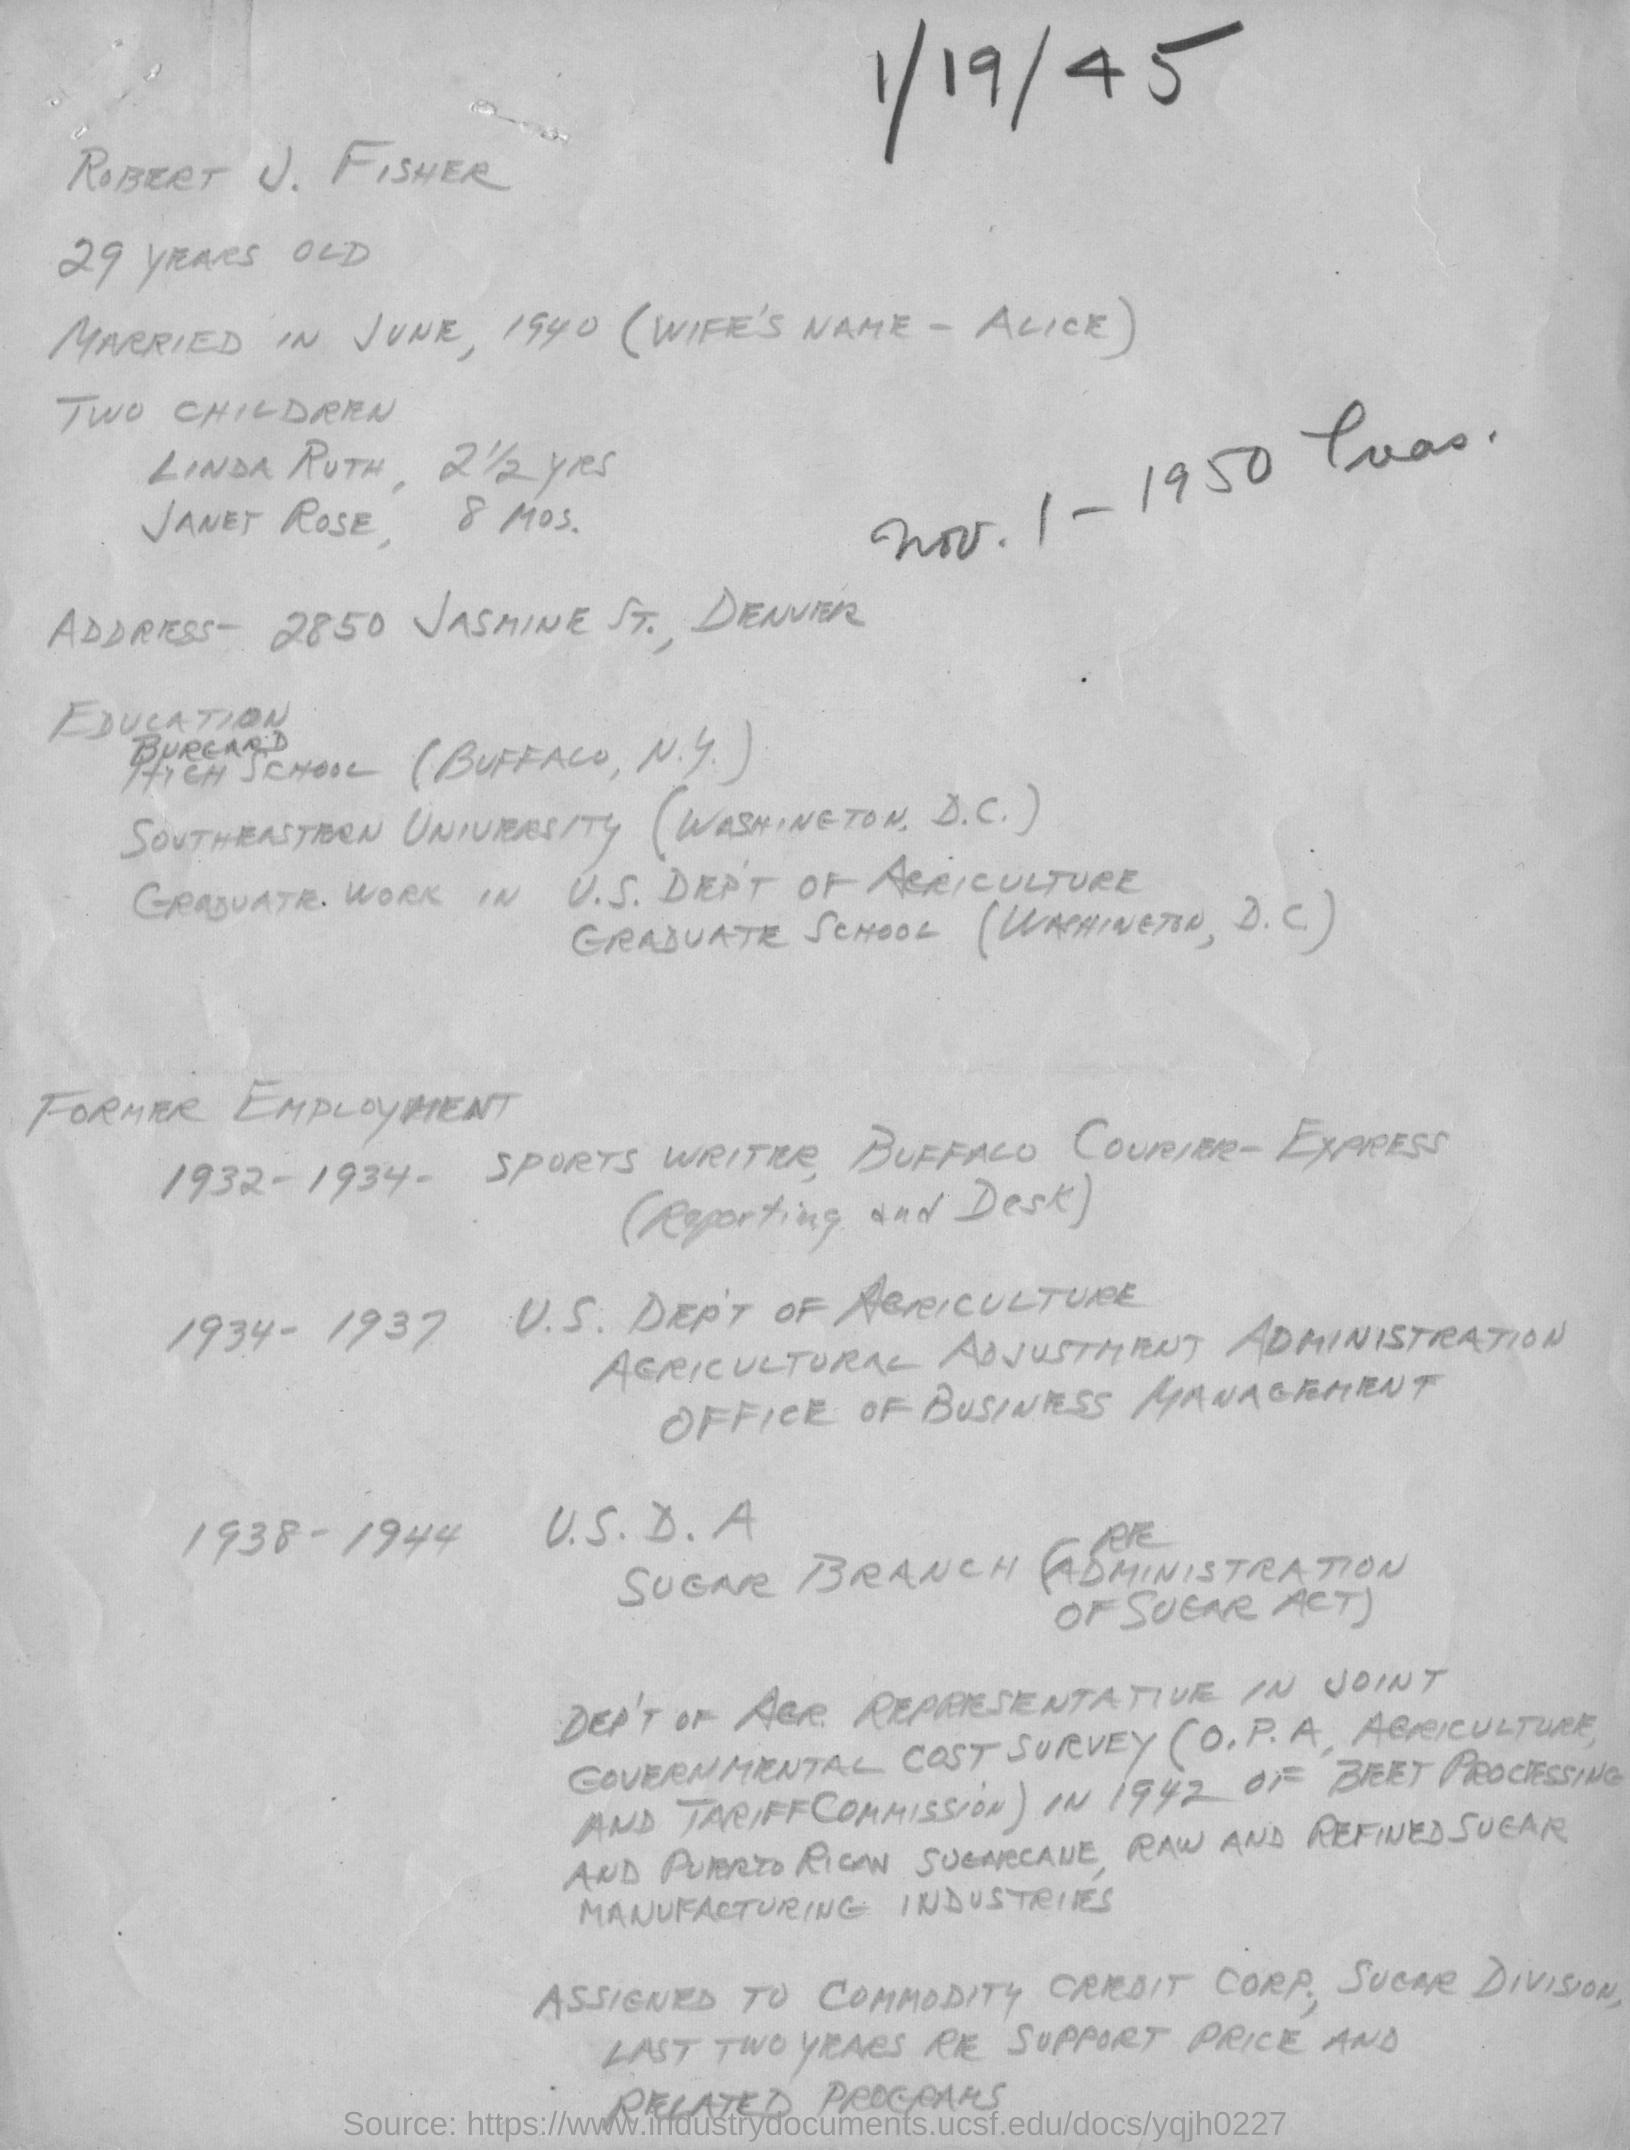 1/19/45
ROBERT J. FISHER
29 YEARS OLD
MARRIED IN JUNE, 1940 (WIFE'S NAME - ALICE)
TWO CHILDREN
LINDA RUTH, 2 1/2 YRS
JANET ROSE, 8 MOS.
Nov. 1 - 1950
ADDRESS - 2850 JASMINE ST., DENVER
EDUCATION
BURGARD
HIGH SCHOOL (BUFFALO, N.Y.)
SOUTHEASTERN UNIVERSITY (WASHINGTON, D.C.)
GRADUATE WORK IN U.S. DEP'T OF AGRICULTURE
GRADUATE SCHOOL (WASHINGTON, D.C.)
FORMER EMPLOYMENT
1932-1934- SPORTS WRITER, BUFFALO COURIER-EXPRESS
(Reporting and Desk)
1934-1937 U.S. DEP'T OF AGRICULTURE
AGRICULTURAL ADJUSTMENT ADMINISTRATION
OFFICE OF BUSINESS MANAGEMENT
1938-1944 U.S.D.A
SUGAR BRANCH (RE
ADMINISTRATION
OF SUGAR ACT)
DEP'T OF AGR. REPRESENTATIVE IN JOINT
GOVERNMENTAL COST SURVEY (O.P.A, AGRICULTURE,
AND TARIFF COMMISSION) IN 1942 OF BEET PROCESSING
AND PUERTO RICAN SUGARCANE, RAW AND REFINED SUGAR
MANUFACTURING INDUSTRIES
ASSIGNED TO COMMODITY CREDIT CORP., SUGAR DIVISION,
LAST TWO YEARS RE SUPPORT PRICE AND
RELATED PROGRAMS
Source: https://www.industrydocuments.ucsf.edu/docs/yqjh0227